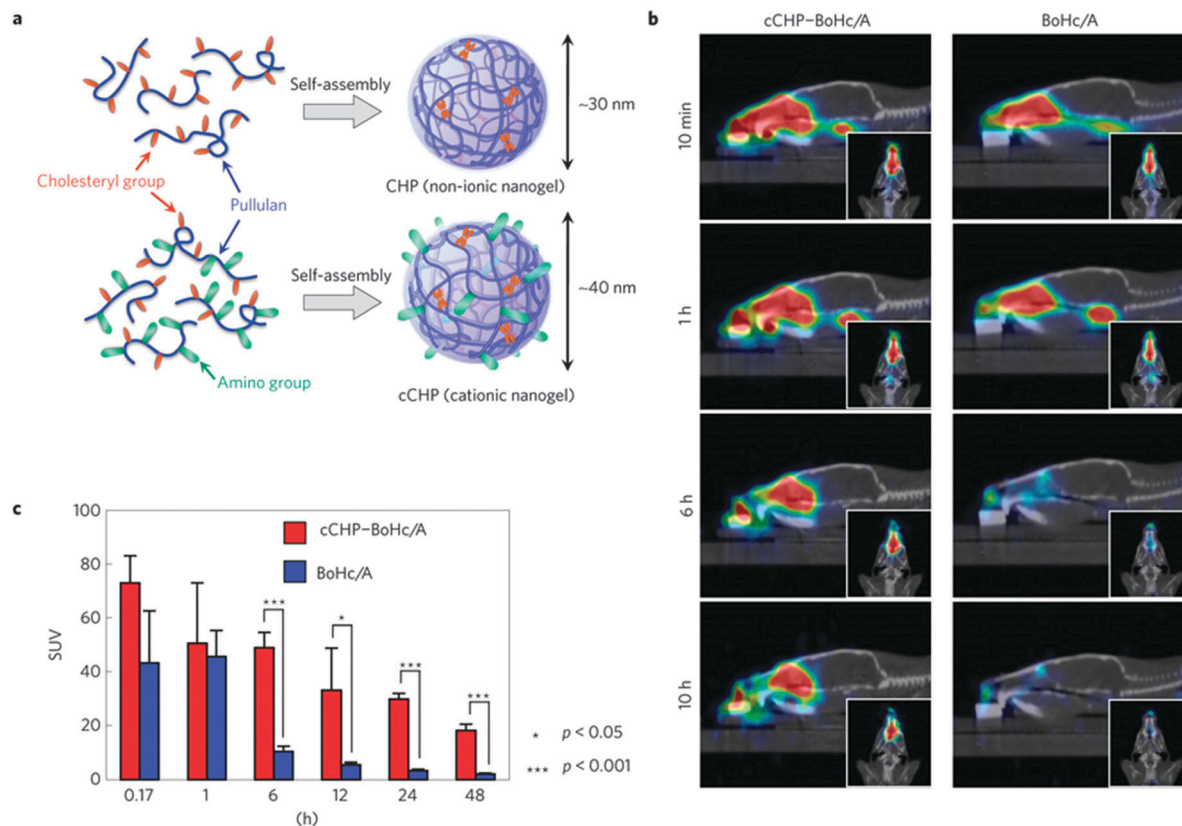 a
Self-assembly
~30 nm
CHP (non-ionic nanogel)
Cholesteryl group
Pullulan
Self-assembly
~40 nm
Amino group
cCHP (cationic nanogel)
b
cCHP–BoHc/A
BoHc/A
10 min
1 h
6 h
10 h
c
100
80
60
40
20
0
SUV
cCHP–BoHc/A
BoHc/A
***
*
***
***
0.17 1 6 12 24 48
(h)
* p < 0.05
*** p < 0.001